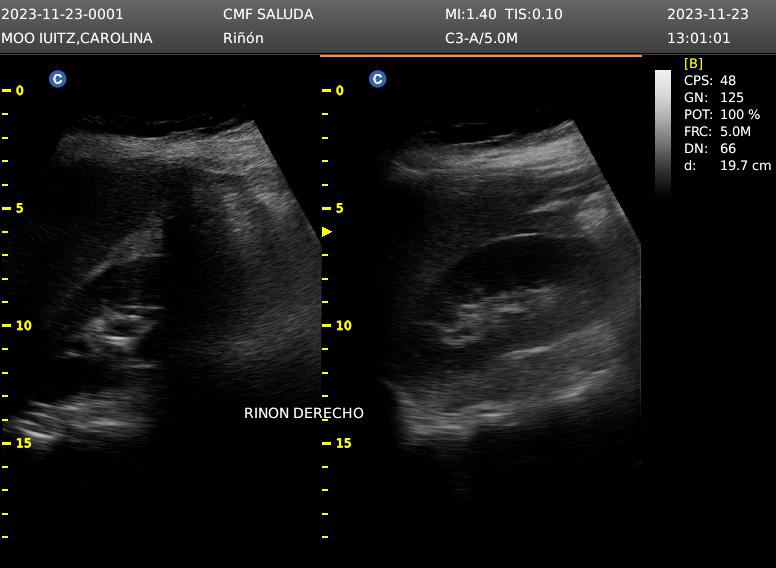 2023-11-23-0001 CMF SALUDA MI:1.40 TIS:0.10 2023-11-23
MOO IUITZ,CAROLINA Riñón C3-A/5.0M 13:01:01
[B]
CPS: 48
GN: 125
POT: 100 %
FRC: 5.0M
DN: 66
d: 19.7 cm
C C
0 0
5 5
10 10
RINON DERECHO
15 15